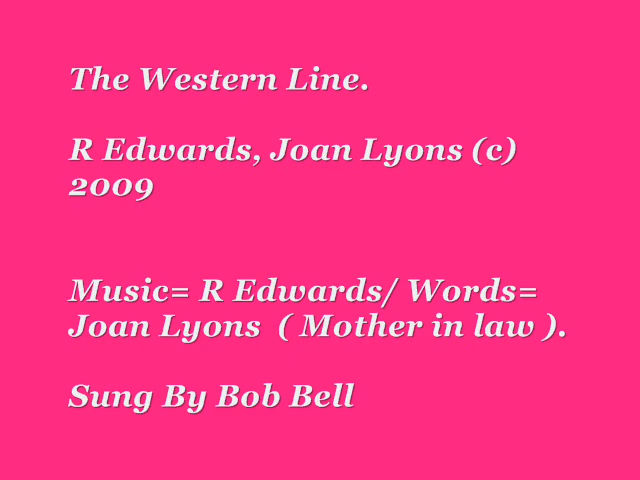 The Western Line.
R Edwards, Joan Lyons (c)
2009
Music= R Edwards/ Words=
Joan Lyons  ( Mother in law ).
Sung By Bob Bell